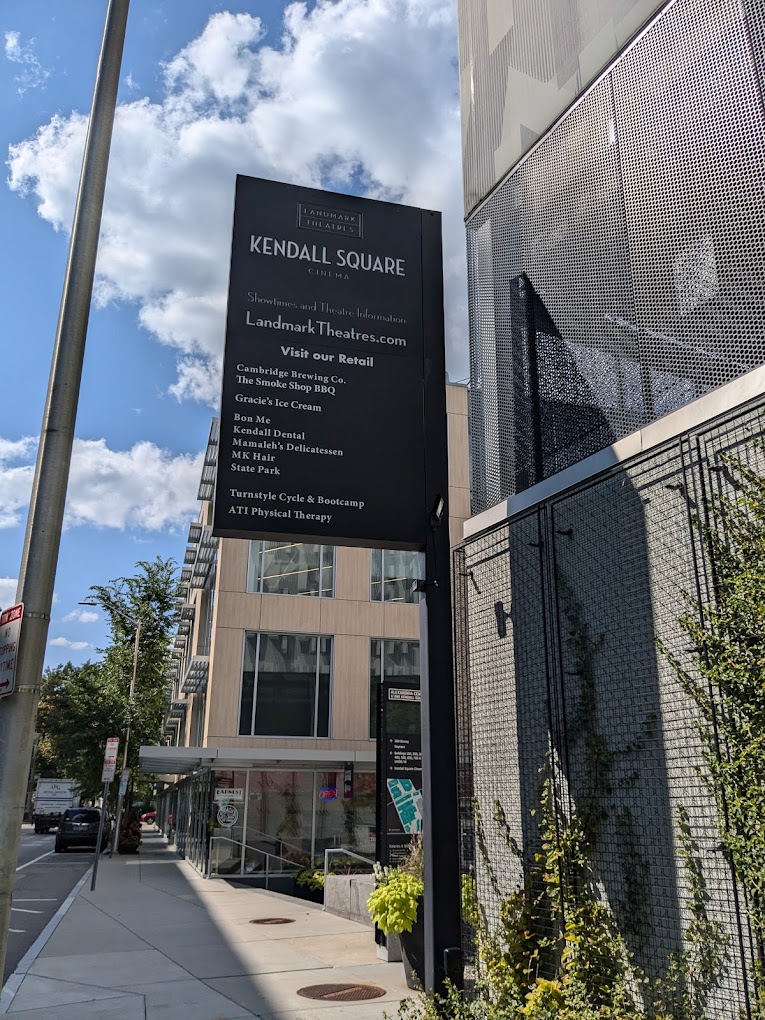 LANDMARK
THEATRES
KENDALL SQUARE
CINEMA
Showtimes and Theatre Information
LandmarkTheatres.com
Visit our Retail
Cambridge Brewing Co.
The Smoke Shop BBQ
Gracie's Ice Cream
Bon Me
Kendall Dental
Mamaleh's Delicatessen
MK Hair
State Park
Turnstyle Cycle & Bootcamp
ATI Physical Therapy
OPEN